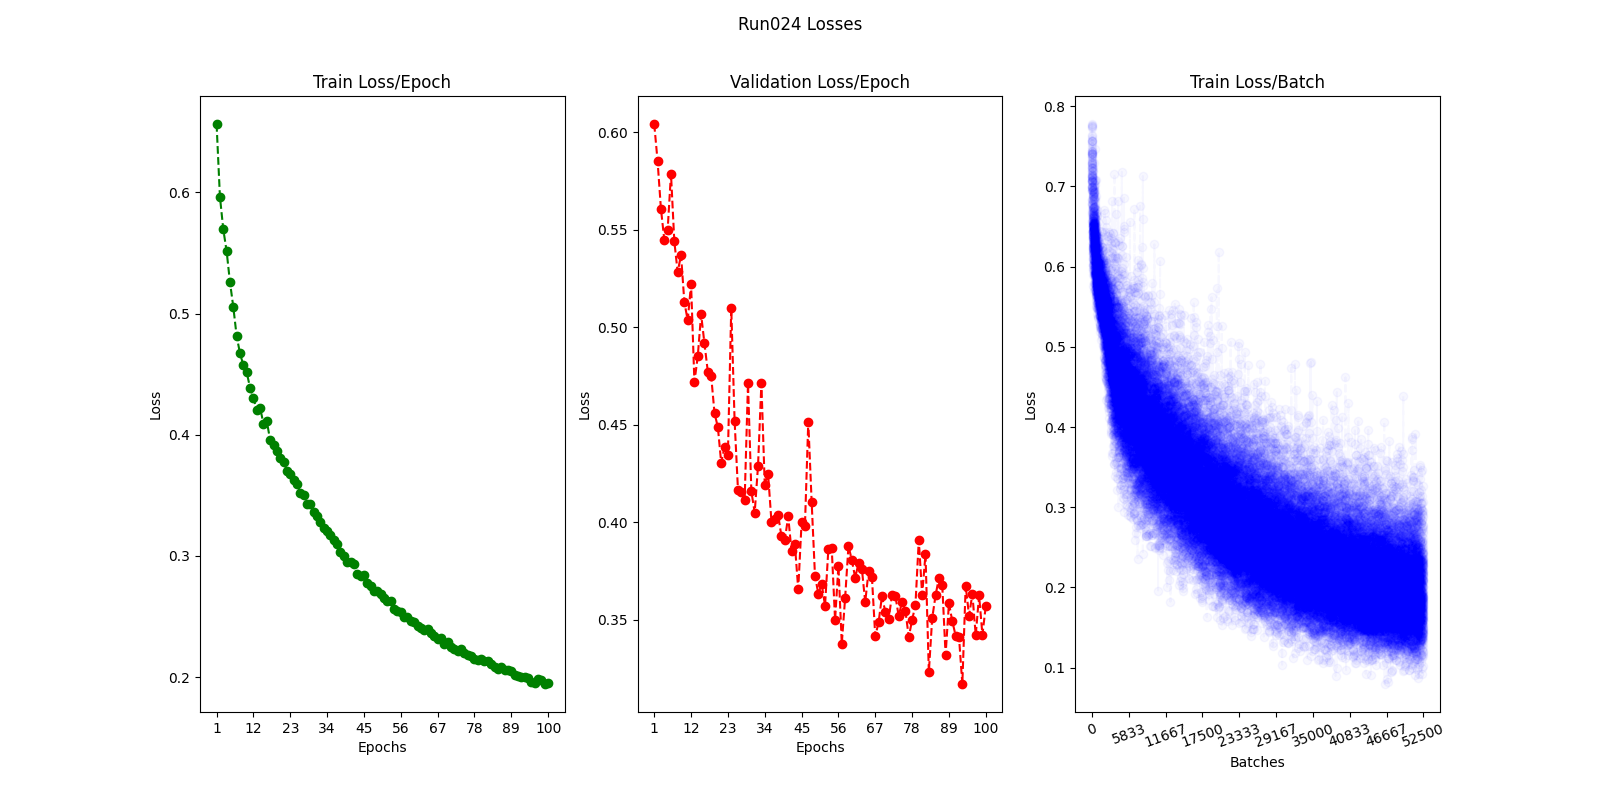 Run024 Losses
Train Loss/Epoch
Loss
0.6
0.5
0.4
0.3
0.2
1 12 23 34 45 56 67 78 89 100
Epochs
Validation Loss/Epoch
Loss
0.60
0.55
0.50
0.45
0.40
0.35
1 12 23 34 45 56 67 78 89 100
Epochs
Train Loss/Batch
Loss
0.8
0.7
0.6
0.5
0.4
0.3
0.2
0.1
0 5833 11667 17500 23333 29167 35000 40833 46667 52500
Batches